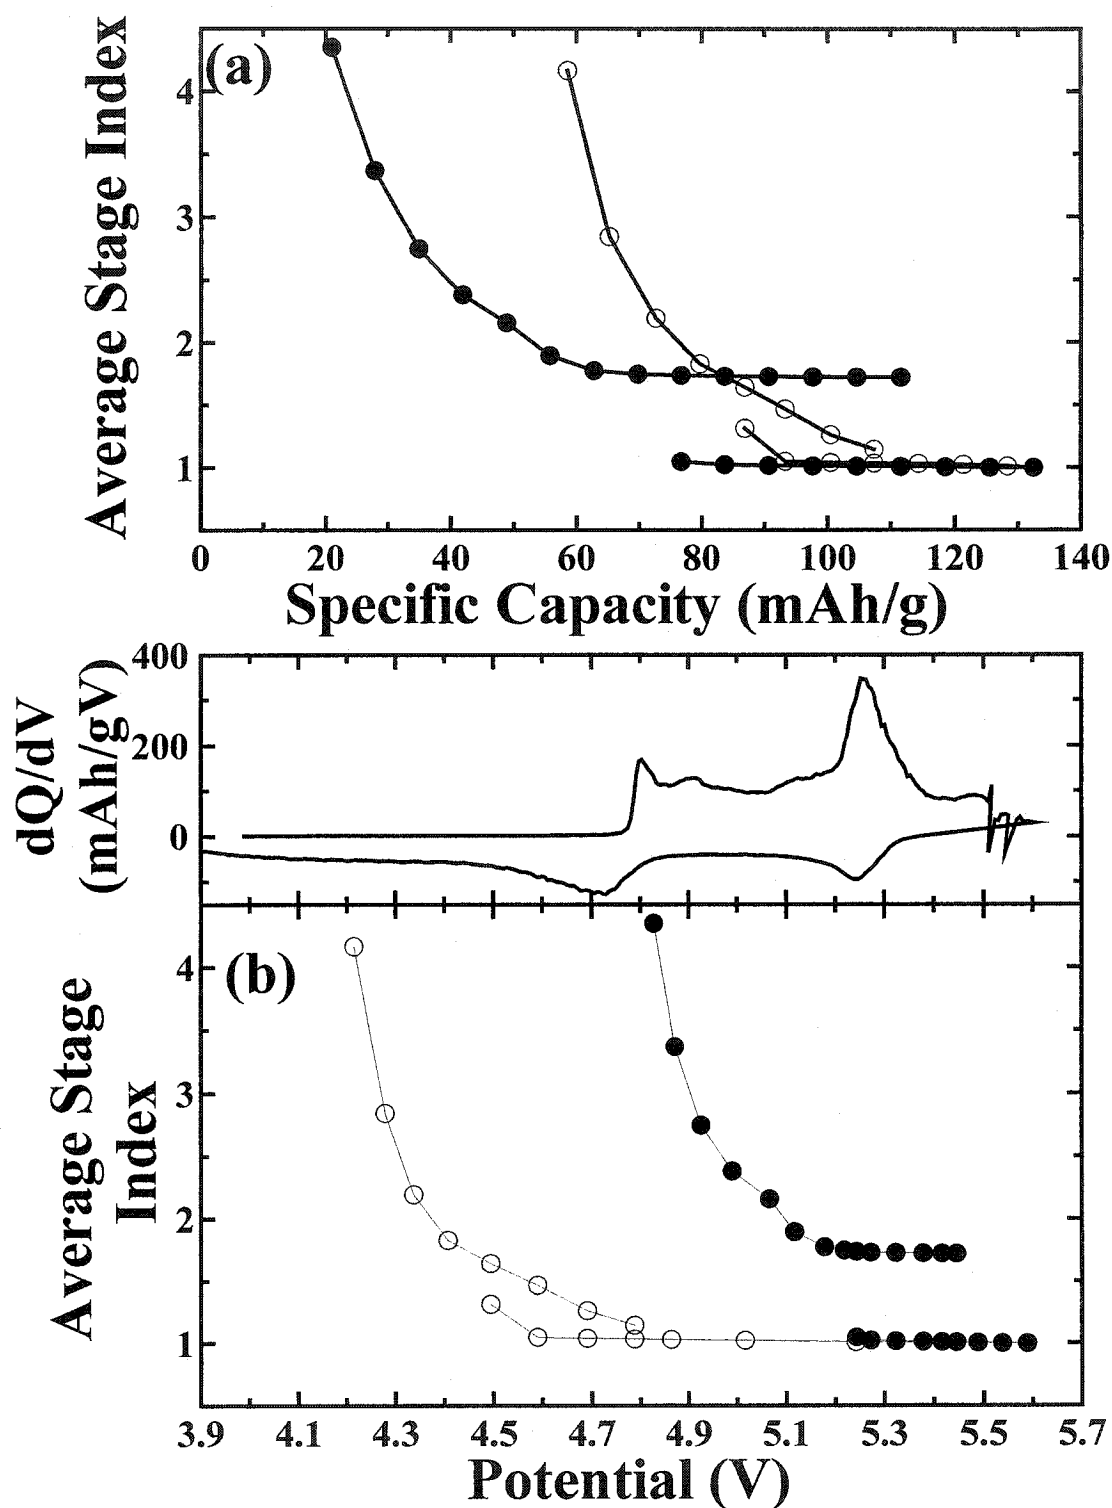 (a)
Average Stage Index
4
3
2
1
0 20 40 60 80 100 120 140
Specific Capacity (mAh/g)
dQ/dV
(mAh/gV)
400
200
0
(b)
Average Stage
Index
4
3
2
1
3.9 4.1 4.3 4.5 4.7 4.9 5.1 5.3 5.5 5.7
Potential (V)